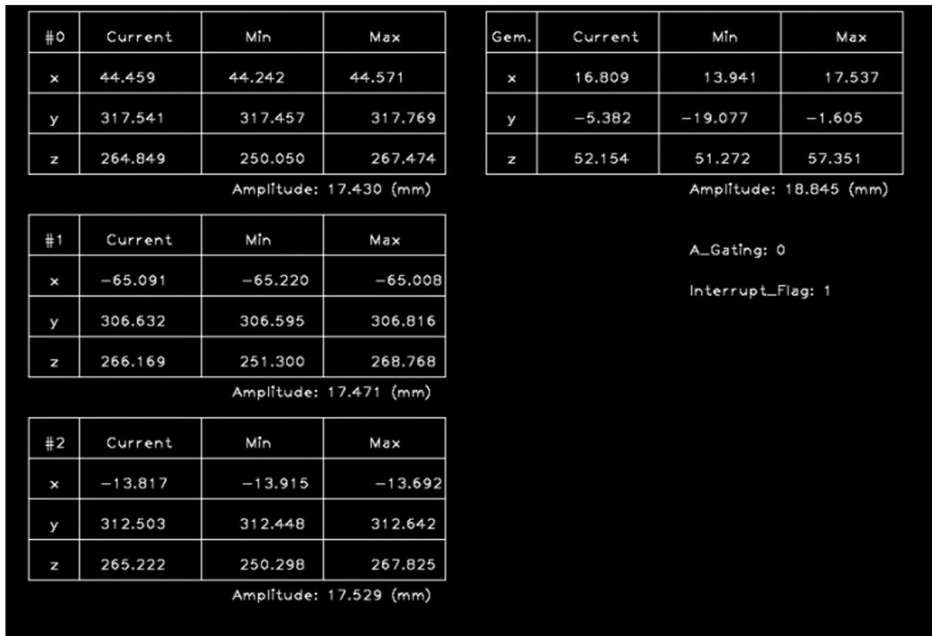 #0 Current Min Max
x 44.459 44.242 44.571
y 317.541 317.457 317.769
z 264.849 250.050 267.474
Amplitude: 17.430 (mm)
#1 Current Min Max
x -65.091 -65.220 -65.008
y 306.632 306.595 306.816
z 266.169 251.300 268.768
Amplitude: 17.471 (mm)
#2 Current Min Max
x -13.817 -13.915 -13.692
y 312.503 312.448 312.642
z 265.222 250.298 267.825
Amplitude: 17.529 (mm)
Gem. Current Min Max
x 16.809 13.941 17.537
y -5.382 -19.077 -1.605
z 52.154 51.272 57.351
Amplitude: 18.845 (mm)
A_Gating: 0
Interrupt_Flag: 1